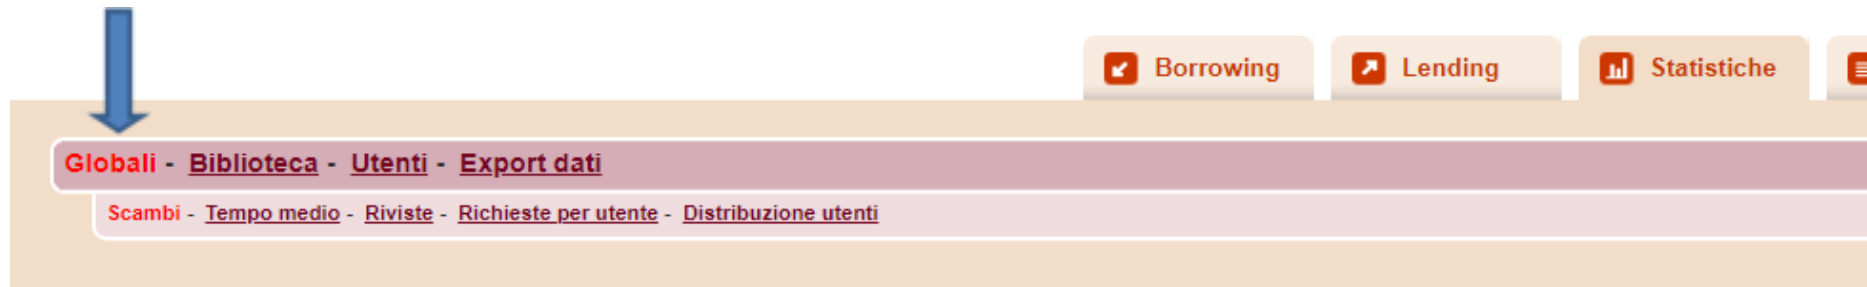 Borrowing Lending Statistiche
Globali - Biblioteca - Utenti - Export dati
Scambi - Tempo medio - Riviste - Richieste per utente - Distribuzione utenti